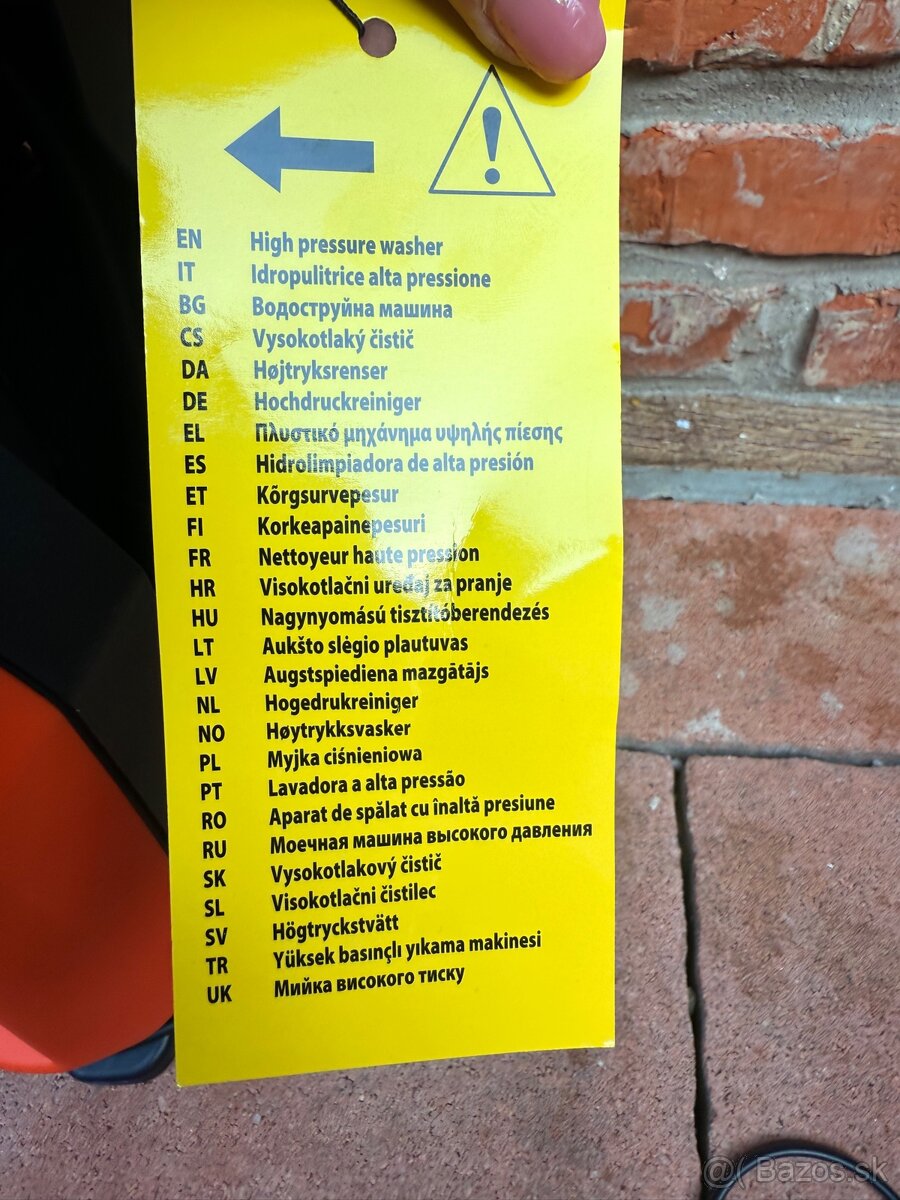 EN High pressure washer
IT Idropulitrice alta pressione
BG Водоструйна машина
CS Vysokotlaký čistič
DA Højtryksrenser
DE Hochdruckreiniger
EL Πλυστικό μηχάνημα υψηλής πίεσης
ES Hidrolimpiadora de alta presión
ET Kõrgsurvepesur
FI Korkeapainepesuri
FR Nettoyeur haute pression
HR Visokotlačni uređaj za pranje
HU Nagynyomású tisztítóberendezés
LT Aukšto slėgio plautuvas
LV Augstspiediena mazgātājs
NL Hogedrukreiniger
NO Høytrykksvasker
PL Myjka ciśnieniowa
PT Lavadora a alta pressão
RO Aparat de spălat cu înaltă presiune
RU Моечная машина высокого давления
SK Vysokotlakový čistič
SL Visokotlačni čistilec
SV Högtryckstvätt
TR Yüksek basınçlı yıkama makinesi
UK Мийка високого тиску
@( Bazos.sk